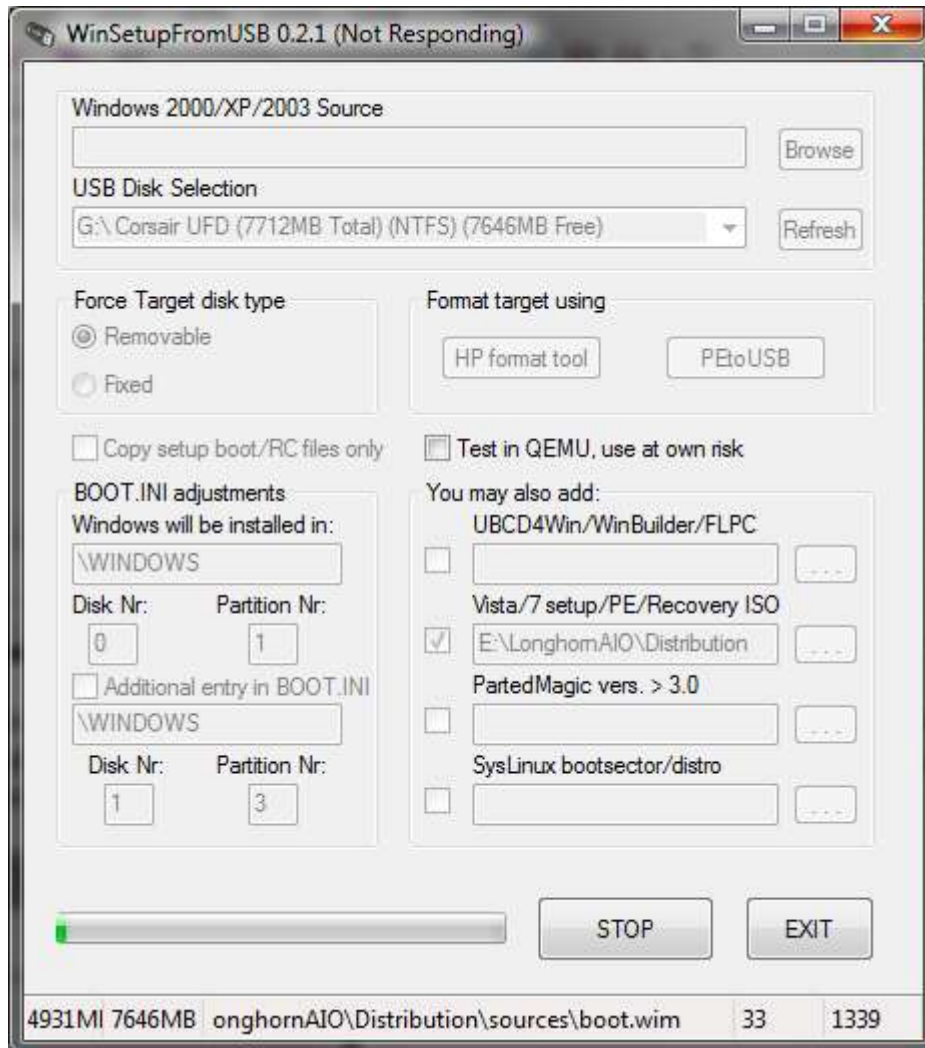 WinSetupFromUSB 0.2.1 (Not Responding)
Windows 2000/XP/2003 Source
Browse
USB Disk Selection
G:\ Corsair UFD (7712MB Total) (NTFS) (7646MB Free)
Refresh
Force Target disk type
Removable
Fixed
Format target using
HP format tool
PEtoUSB
Copy setup boot/RC files only
Test in QEMU, use at own risk
BOOT.INI adjustments
Windows will be installed in:
\WINDOWS
Disk Nr: Partition Nr:
0 1
Additional entry in BOOT.INI
\WINDOWS
Disk Nr: Partition Nr:
1 3
You may also add:
UBCD4Win/WinBuilder/FLPC
. . .
Vista/7 setup/PE/Recovery ISO
E:\LonghornAIO\Distribution
. . .
PartedMagic vers. > 3.0
. . .
SysLinux bootsector/distro
. . .
STOP
EXIT
4931MI 7646MB onghornAIO\Distribution\sources\boot.wim 33 1339